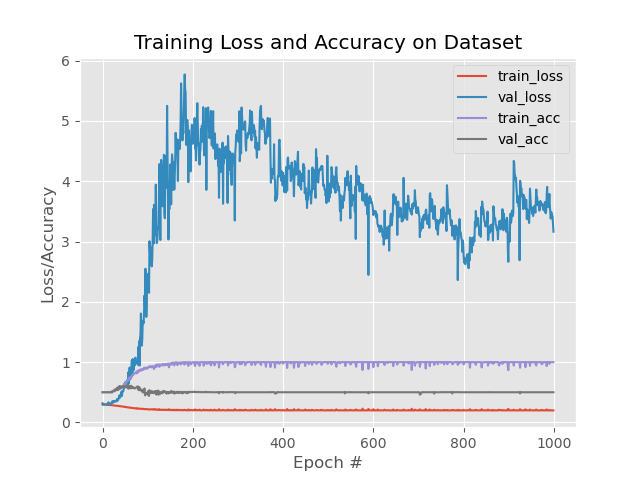 Training Loss and Accuracy on Dataset
train_loss
val_loss
train_acc
val_acc
Loss/Accuracy
6
5
4
3
2
1
0
0 200 400 600 800 1000
Epoch #